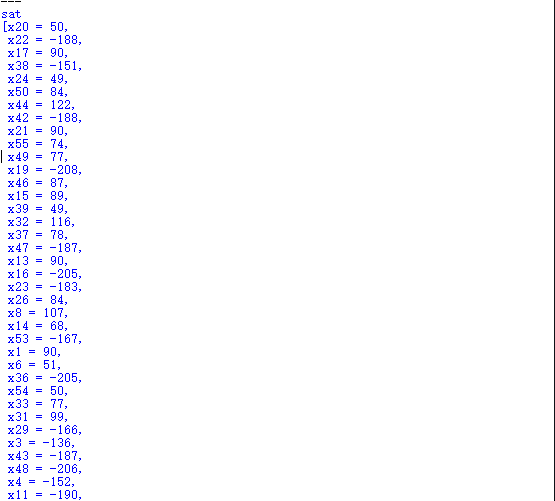 ---
sat
[x20 = 50,
x22 = -188,
x17 = 90,
x38 = -151,
x24 = 49,
x50 = 84,
x44 = 122,
x42 = -188,
x21 = 90,
x55 = 74,
x49 = 77,
x19 = -208,
x46 = 87,
x15 = 89,
x39 = 49,
x32 = 116,
x37 = 78,
x47 = -187,
x13 = 90,
x16 = -205,
x23 = -183,
x26 = 84,
x8 = 107,
x14 = 68,
x53 = -167,
x1 = 90,
x6 = 51,
x36 = -205,
x54 = 50,
x33 = 77,
x31 = 99,
x29 = -166,
x3 = -136,
x43 = -187,
x48 = -206,
x4 = -152,
x11 = -190,